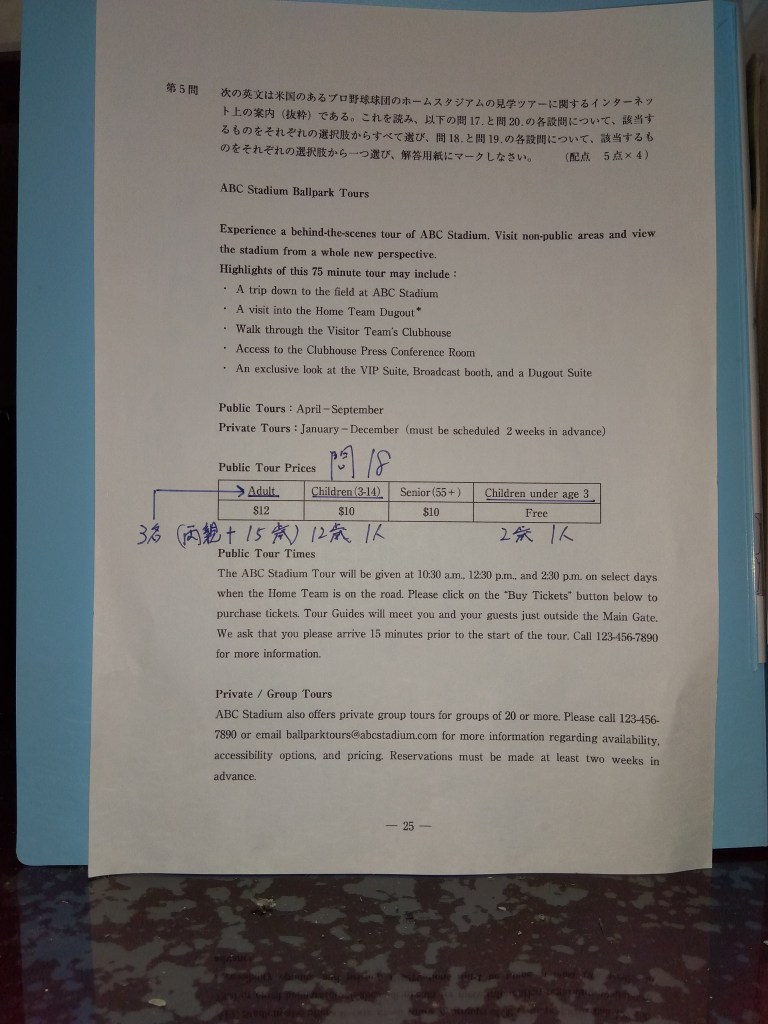 第5問 次の英文は米国のあるプロ野球球団のホームスタジアムの見学ツアーに関するインターネッ
ト上の案内（抜粋）である。これを読み、以下の問17.と問20.の各設問について、該当す
るものをそれぞれの選択肢からすべて選び、問18.と問19.の各設問について、該当するも
のをそれぞれの選択肢から一つ選び、解答用紙にマークしなさい。 （配点 5点×4）
ABC Stadium Ballpark Tours
Experience a behind-the-scenes tour of ABC Stadium. Visit non-public areas and view
the stadium from a whole new perspective.
Highlights of this 75 minute tour may include：
・ A trip down to the field at ABC Stadium
・ A visit into the Home Team Dugout*
・ Walk through the Visitor Team's Clubhouse
・ Access to the Clubhouse Press Conference Room
・ An exclusive look at the VIP Suite, Broadcast booth, and a Dugout Suite
Public Tours：April－September
Private Tours：January－December (must be scheduled 2 weeks in advance)
Public Tour Prices 問18
Adult Children (3-14) Senior (55+) Children under age 3
$12 $10 $10 Free
3名 (両親+15歳) 12歳 1人 2歳 1人
Public Tour Times
The ABC Stadium Tour will be given at 10:30 a.m., 12:30 p.m., and 2:30 p.m. on select days
when the Home Team is on the road. Please click on the "Buy Tickets" button below to
purchase tickets. Tour Guides will meet you and your guests just outside the Main Gate.
We ask that you please arrive 15 minutes prior to the start of the tour. Call 123-456-7890
for more information.
Private / Group Tours
ABC Stadium also offers private group tours for groups of 20 or more. Please call 123-456-
7890 or email ballparktours@abcstadium.com for more information regarding availability,
accessibility options, and pricing. Reservations must be made at least two weeks in
advance.
— 25 —